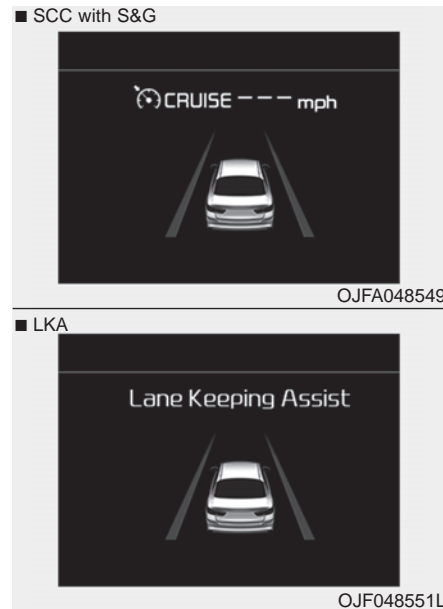 ■ SCC with S&G
CRUISE --- mph
OJFA048549
■ LKA
Lane Keeping Assist
OJF048551L